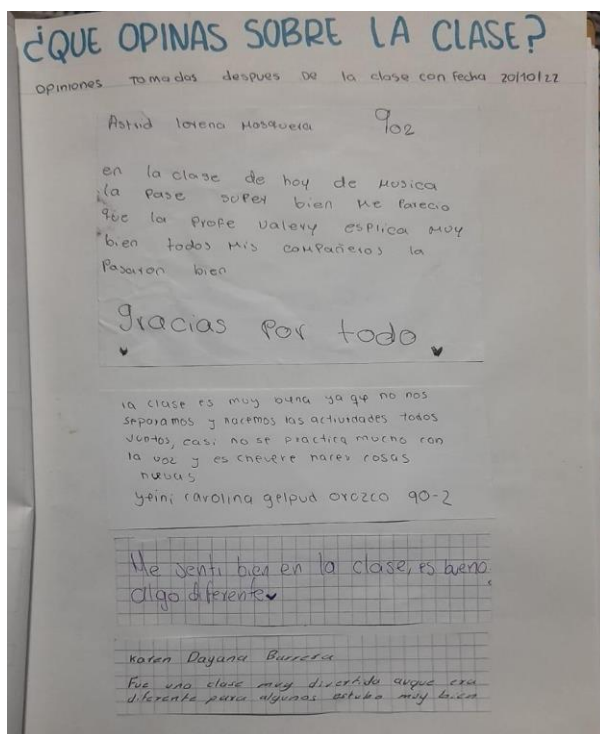 ¿QUE OPINAS SOBRE LA CLASE?
opiniones tomadas despues DE la clase con fecha 20/10/22
Astrid lorena Mosquera 902
en la clase de hoy de Musica
la pase super bien Me Parecio
que la Profe valery esplica muy
bien todos Mis compañeros la
Pasaron bien
gracias por todo
la clase es muy buna ya qe no nos
separamos y hacemos las actividades todos
juntos, casi no se practica mucho con
la voz y es chevere hacer cosas
nuevas
yeini carolina gelpud orozco 90-2
Me senti bien en la clase, es bueno
algo diferente
Karen Dayana Barrera
Fue una clase muy divertida auque era
diferente para algunas estubo muy bien